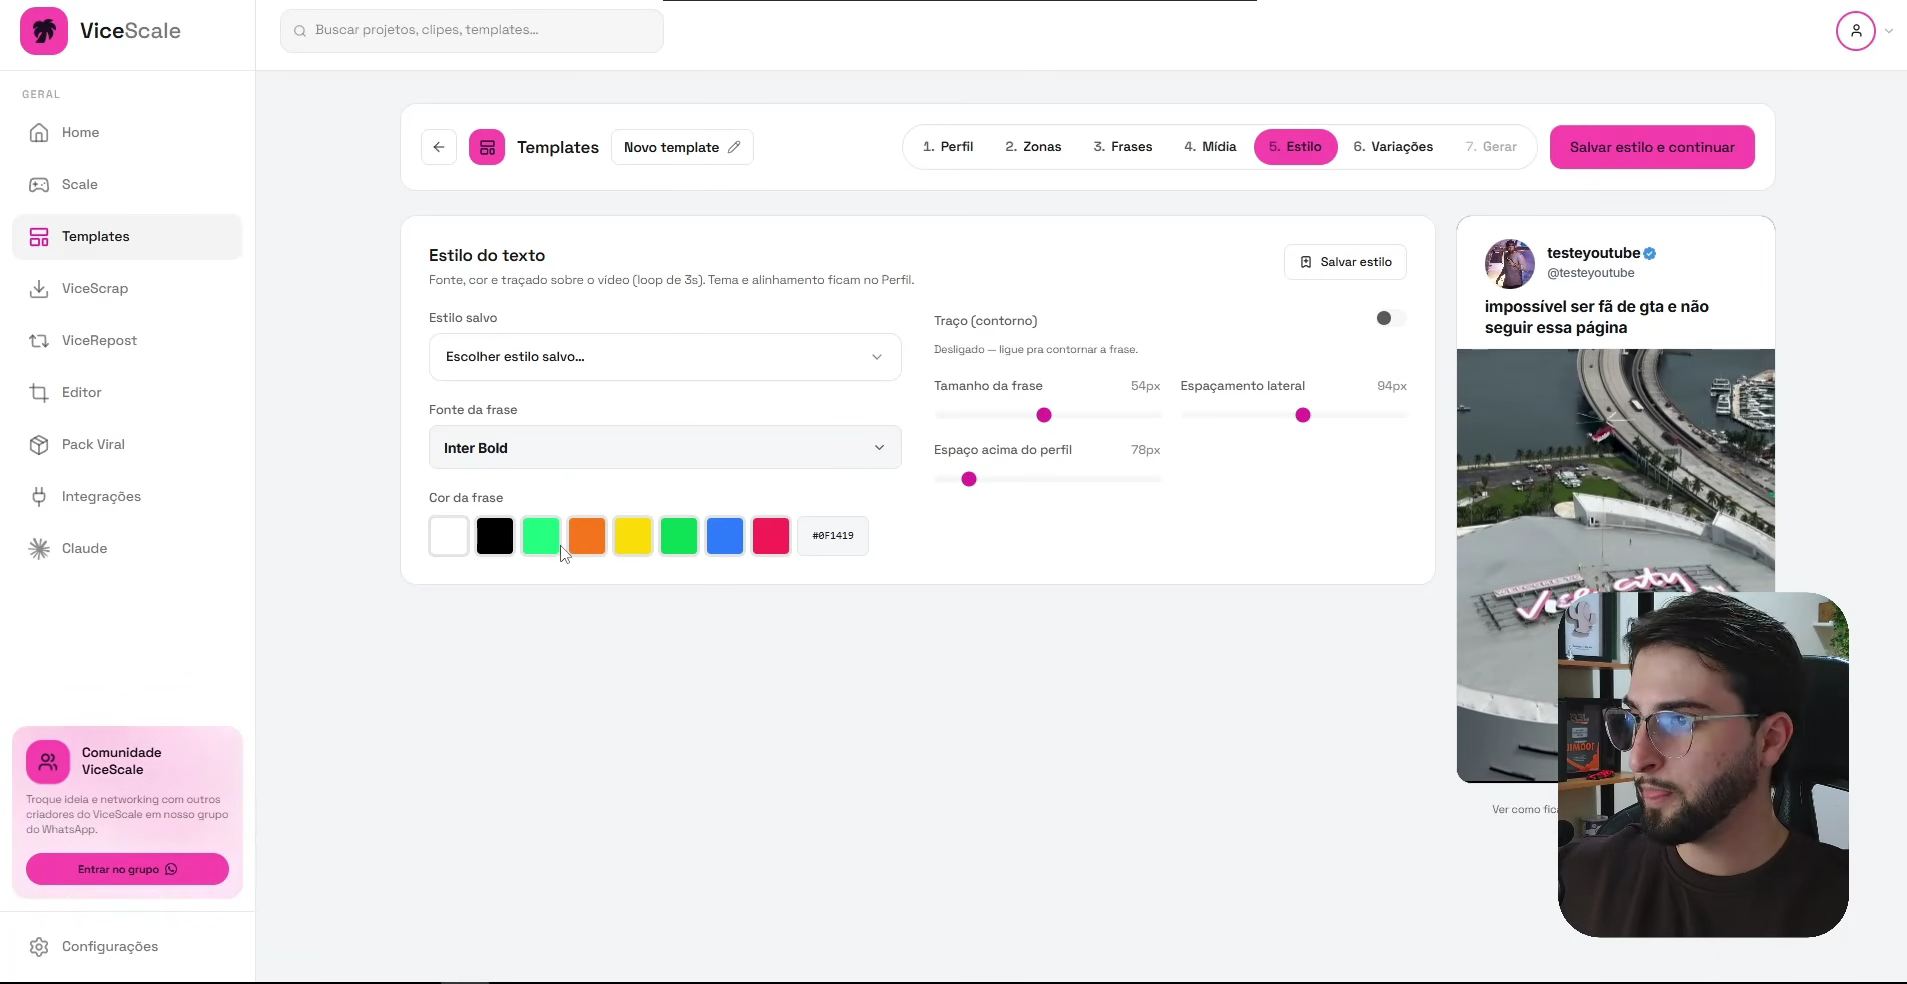 ViceScale
Buscar projetos, clipes, templates...
GERAL
Home
Scale
Templates
ViceScrap
ViceRepost
Editor
Pack Viral
Integrações
Claude
Comunidade
ViceScale
Troque ideia e networking com outros
criadores do ViceScale em nosso grupo
do WhatsApp.
Entrar no grupo
Configurações
Templates
Novo template
1. Perfil
2. Zonas
3. Frases
4. Mídia
5. Estilo
6. Variações
7. Gerar
Salvar estilo e continuar
Estilo do texto
Fonte, cor e traçado sobre o vídeo (loop de 3s). Tema e alinhamento ficam no Perfil.
Salvar estilo
Estilo salvo
Escolher estilo salvo...
Fonte da frase
Inter Bold
Cor da frase
#0F1419
Traço (contorno)
Desligado — ligue pra contornar a frase.
Tamanho da frase 54px
Espaçamento lateral 94px
Espaço acima do perfil 78px
testeyoutube
@testeyoutube
impossível ser fã de gta e não
seguir essa página
Vice city
Ver como